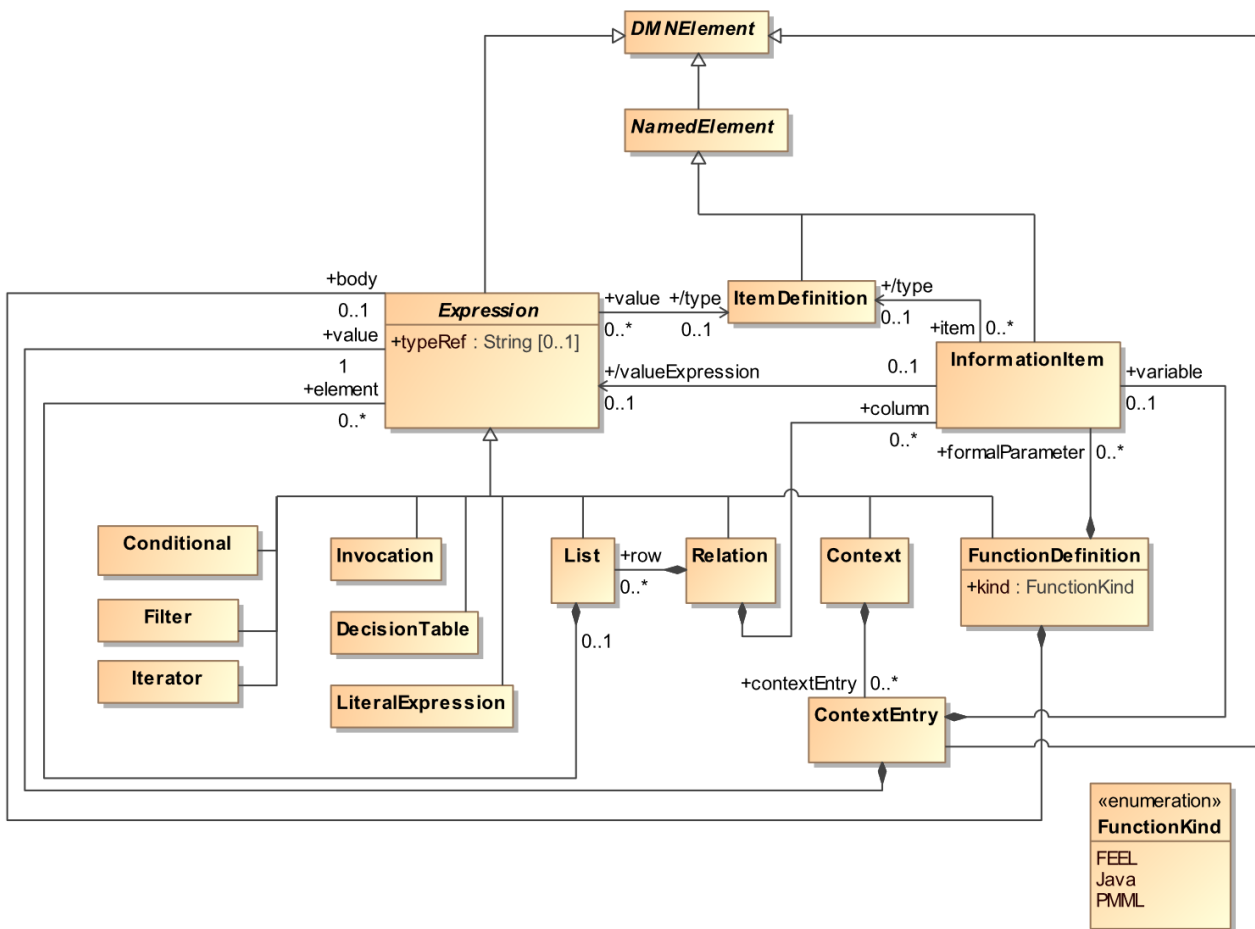 DMNElement
NamedElement
+body
0..1
+value
1
+element
0..*
Expression
+typeRef : String [0..1]
+value
0..*
+/type
0..1
ItemDefinition
+/type
0..1
+item
0..*
+/valueExpression
0..1
0..1
InformationItem
+variable
0..1
+column
0..*
+formalParameter
0..*
Conditional
Filter
Iterator
Invocation
DecisionTable
LiteralExpression
List
+row
0..*
0..1
Relation
Context
FunctionDefinition
+kind : FunctionKind
+contextEntry
0..*
ContextEntry
«enumeration»
FunctionKind
FEEL
Java
PMML